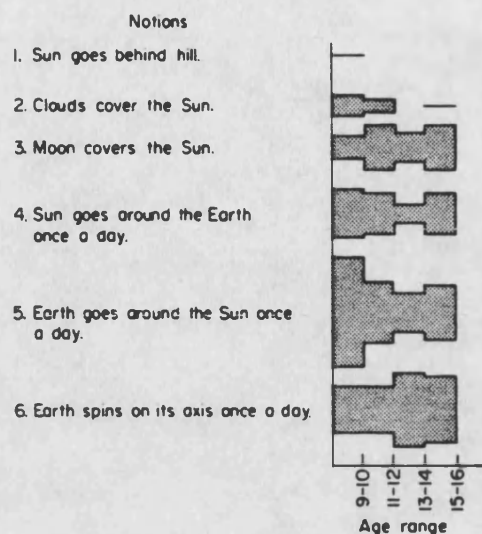 Notions
1. Sun goes behind hill.
2. Clouds cover the Sun.
3. Moon covers the Sun.
4. Sun goes around the Earth
once a day.
5. Earth goes around the Sun once
a day.
6. Earth spins on its axis once a day.
9-10
11-12
13-14
15-16
Age range